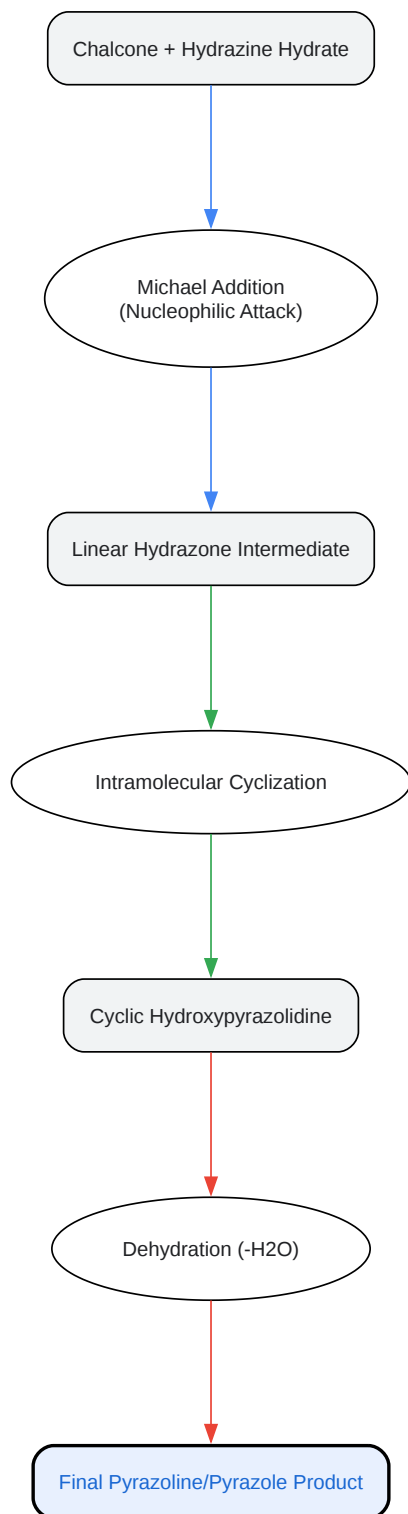 Chalcone + Hydrazine Hydrate
Michael Addition
(Nucleophilic Attack)
Linear Hydrazone Intermediate
Intramolecular Cyclization
Cyclic Hydroxypyrazolidine
Dehydration (-H2O)
Final Pyrazoline/Pyrazole Product